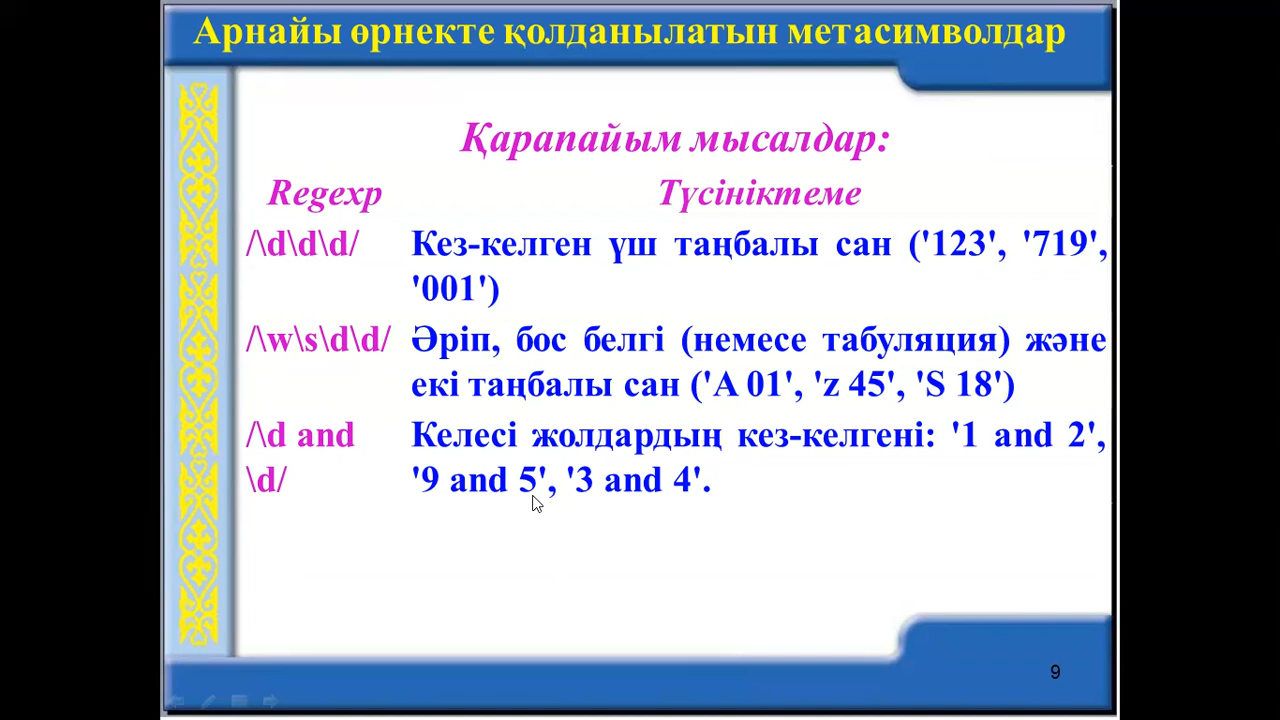 Арнайы өрнекте қолданылатын метасимволдар
Қарапайым мысалдар:
Regexp Түсініктеме
/\d\d\d/ Кез-келген үш таңбалы сан ('123', '719',
'001')
/\w\s\d\d/ Әріп, бос белгі (немесе табуляция) және
екі таңбалы сан ('A 01', 'z 45', 'S 18')
/\d and Келесі жолдардың кез-келгені: '1 and 2',
\d/ '9 and 5', '3 and 4'.
9